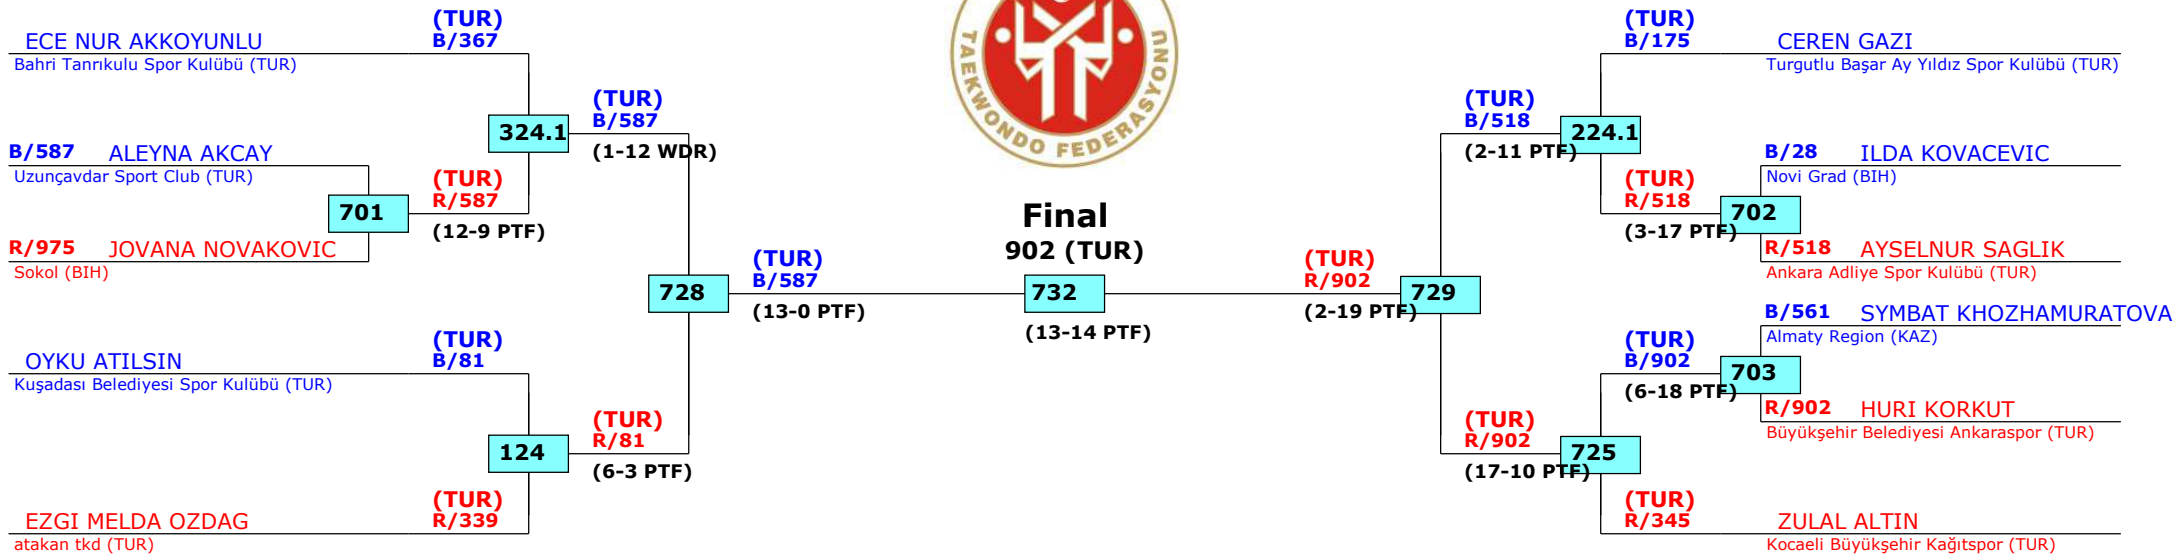 (TUR)
B/367
ECE NUR AKKOYUNLU
Bahri Tanrıkulu Spor Kulübü (TUR)
324.1
(TUR)
B/587
(1-12 WDR)
B/587 ALEYNA AKCAY
Uzunçavdar Sport Club (TUR)
701
(TUR)
R/587
(12-9 PTF)
R/975 JOVANA NOVAKOVIC
Sokol (BIH)
728
(TUR)
B/587
(13-0 PTF)
(TUR)
B/81
OYKU ATILSIN
Kuşadası Belediyesi Spor Kulübü (TUR)
124
(TUR)
R/81
(6-3 PTF)
(TUR)
R/339
EZGI MELDA OZDAG
atakan tkd (TUR)
TAEKWONDO FEDERASYONU
Final
902 (TUR)
732
(13-14 PTF)
(TUR)
R/902
729
(2-19 PTF)
(TUR)
B/175
CEREN GAZI
Turgutlu Başar Ay Yıldız Spor Kulübü (TUR)
(TUR)
B/518
224.1
(2-11 PTF)
B/28 ILDA KOVACEVIC
Novi Grad (BIH)
(TUR)
R/518
702
(3-17 PTF)
R/518 AYSELNUR SAGLIK
Ankara Adliye Spor Kulübü (TUR)
B/561 SYMBAT KHOZHAMURATOVA
Almaty Region (KAZ)
(TUR)
B/902
703
(6-18 PTF)
R/902 HURI KORKUT
Büyükşehir Belediyesi Ankaraspor (TUR)
(TUR)
R/902
725
(17-10 PTF)
(TUR)
R/345
ZULAL ALTIN
Kocaeli Büyükşehir Kağıtspor (TUR)